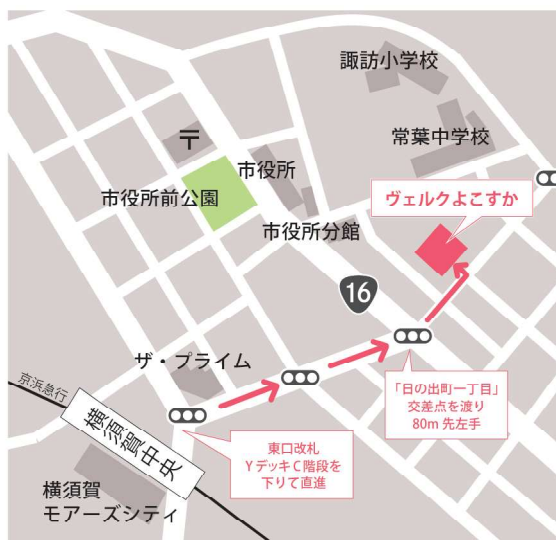 諏訪小学校
常葉中学校
〒
市役所
市役所前公園
ヴェルクよこすか
市役所分館
16
ザ・プライム
京浜急行
横須賀中央
「日の出町一丁目」
交差点を渡り
80m 先左手
東口改札
YデッキC階段を
下りて直進
横須賀
モアーズシティ